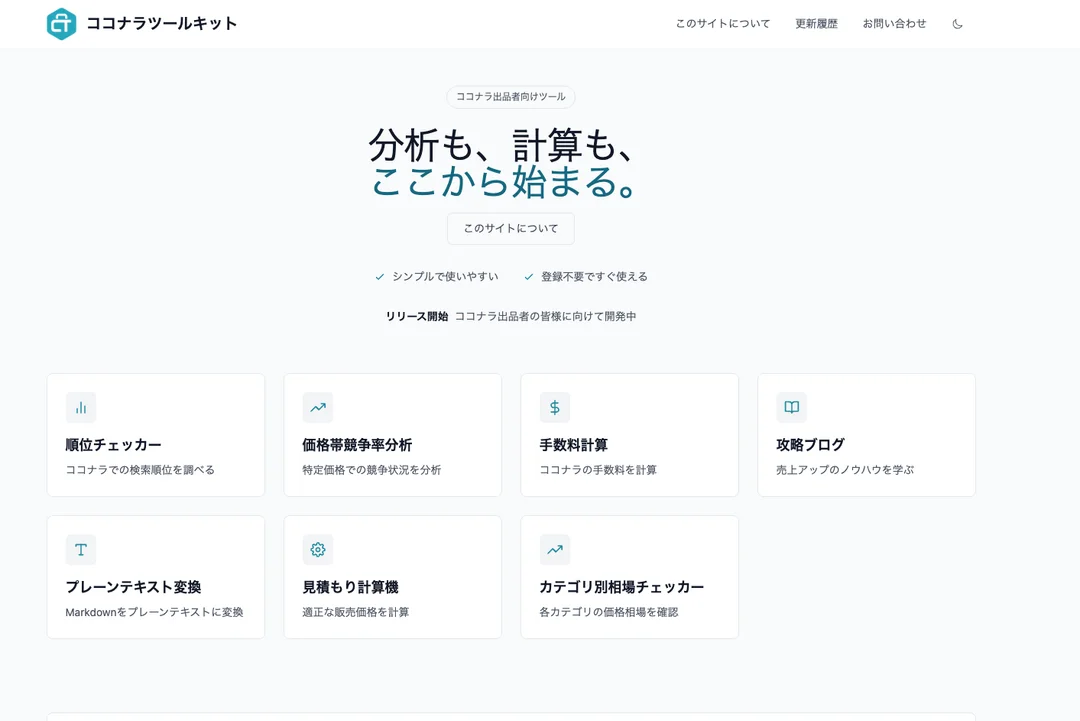 ココナラツールキット
このサイトについて 更新履歴 お問い合わせ
ココナラ出品者向けツール
分析も、計算も、
ここから始まる。
このサイトについて
シンプルで使いやすい 登録不要ですぐ使える
リリース開始 ココナラ出品者の皆様に向けて開発中
順位チェッカー
ココナラでの検索順位を調べる
価格帯競争率分析
特定価格での競争状況を分析
手数料計算
ココナラの手数料を計算
攻略ブログ
売上アップのノウハウを学ぶ
プレーンテキスト変換
Markdownをプレーンテキストに変換
見積もり計算機
適正な販売価格を計算
カテゴリ別相場チェッカー
各カテゴリの価格相場を確認